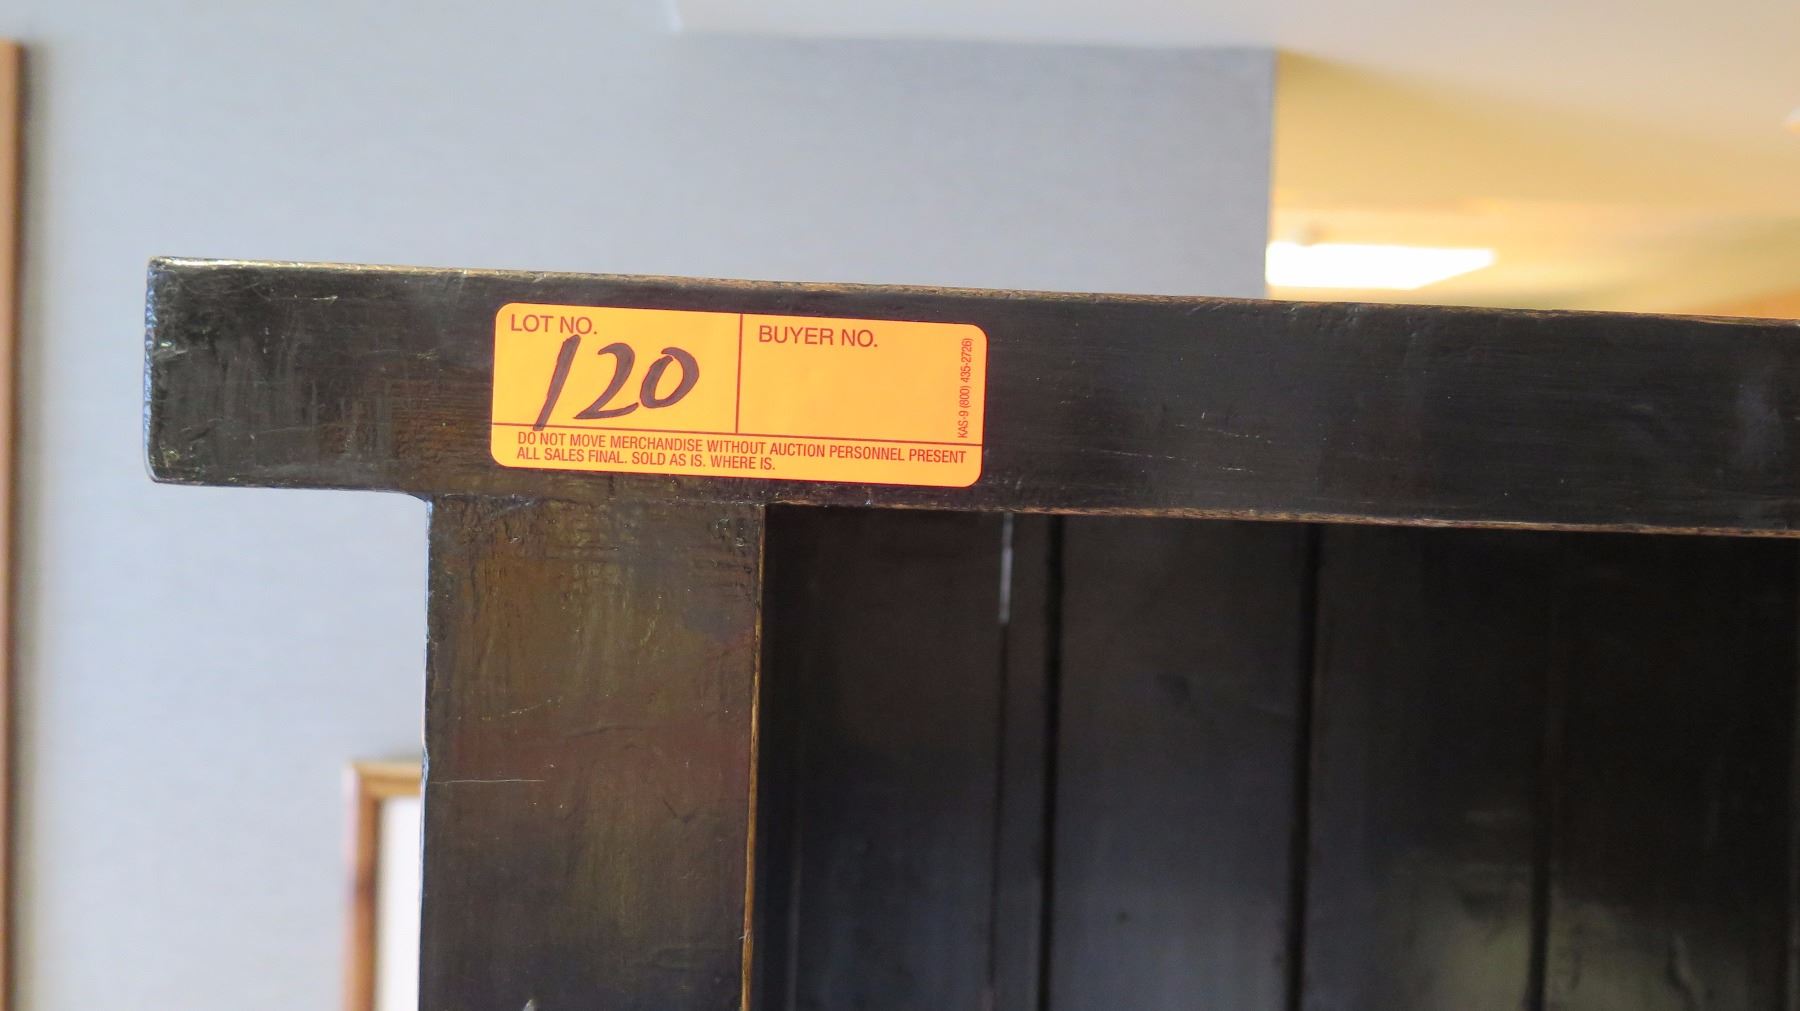 LOT NO.
120
BUYER NO.
KAS-9 (800) 435-2726)
DO NOT MOVE MERCHANDISE WITHOUT AUCTION PERSONNEL PRESENT
ALL SALES FINAL. SOLD AS IS. WHERE IS.